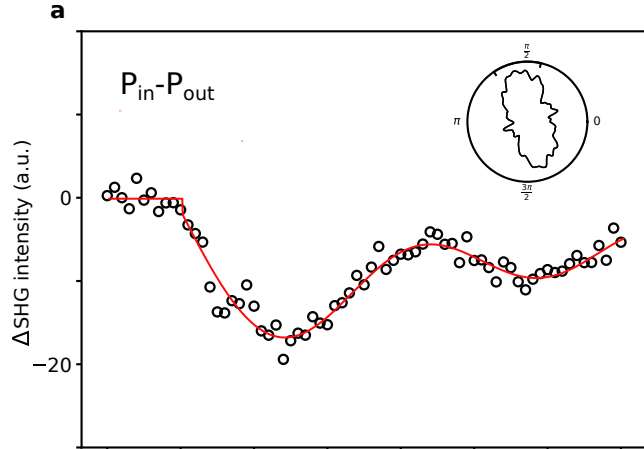 a
P_in-P_out
π/2
π
0
3π/2
ΔSHG intensity (a.u.)
0
−20